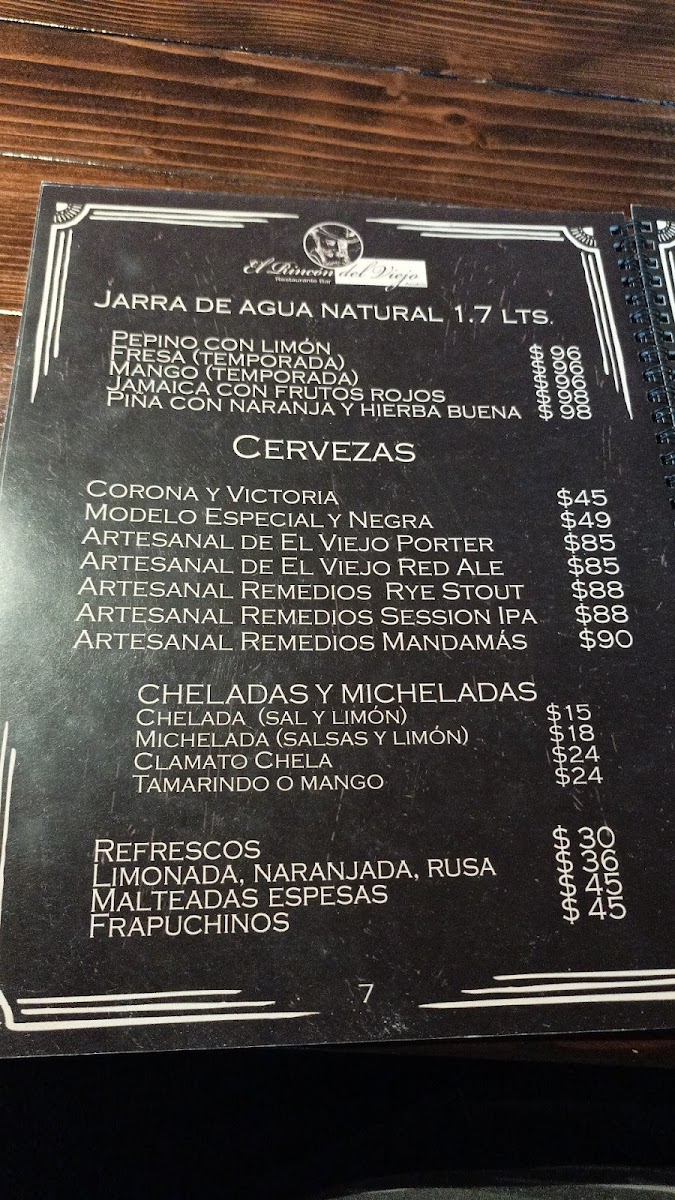 El Rincón del Viejo
Restaurante Bar
JARRA DE AGUA NATURAL 1.7 LTS.
PEPINO CON LIMÓN $ 96
FRESA (TEMPORADA) $ 96
MANGO (TEMPORADA) $ 96
JAMAICA CON FRUTOS ROJOS $ 98
PIÑA CON NARANJA Y HIERBA BUENA $ 98
CERVEZAS
CORONA Y VICTORIA $45
MODELO ESPECIAL Y NEGRA $49
ARTESANAL DE EL VIEJO PORTER $85
ARTESANAL DE EL VIEJO RED ALE $85
ARTESANAL REMEDIOS RYE STOUT $88
ARTESANAL REMEDIOS SESSION IPA $88
ARTESANAL REMEDIOS MANDAMÁS $90
CHELADAS Y MICHELADAS
CHELADA (SAL Y LIMÓN) $15
MICHELADA (SALSAS Y LIMÓN) $18
CLAMATO CHELA $24
TAMARINDO O MANGO $24
REFRESCOS $ 30
LIMONADA, NARANJADA, RUSA $ 36
MALTEADAS ESPESAS $ 45
FRAPUCHINOS $ 45
7